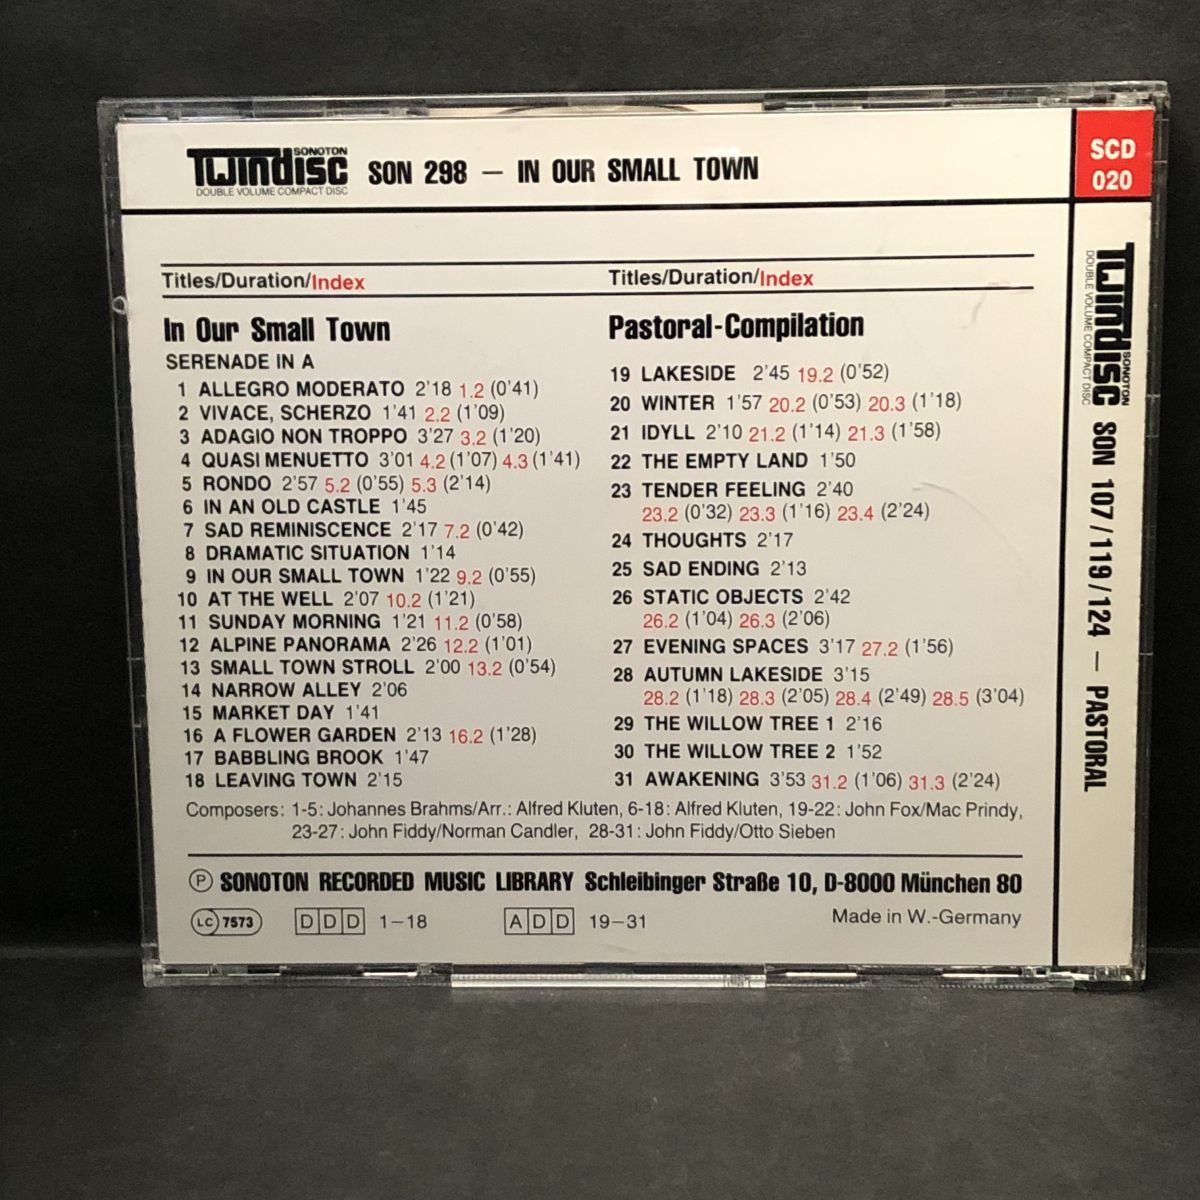 SONOTON
TWINDISC SON 298 — IN OUR SMALL TOWN
DOUBLE VOLUME COMPACT DISC
SCD
020
Titles/Duration/Index
In Our Small Town
SERENADE IN A
1 ALLEGRO MODERATO 2'18 1.2 (0'41)
2 VIVACE, SCHERZO 1'41 2.2 (1'09)
3 ADAGIO NON TROPPO 3'27 3.2 (1'20)
4 QUASI MENUETTO 3'01 4.2 (1'07) 4.3 (1'41)
5 RONDO 2'57 5.2 (0'55) 5.3 (2'14)
6 IN AN OLD CASTLE 1'45
7 SAD REMINISCENCE 2'17 7.2 (0'42)
8 DRAMATIC SITUATION 1'14
9 IN OUR SMALL TOWN 1'22 9.2 (0'55)
10 AT THE WELL 2'07 10.2 (1'21)
11 SUNDAY MORNING 1'21 11.2 (0'58)
12 ALPINE PANORAMA 2'26 12.2 (1'01)
13 SMALL TOWN STROLL 2'00 13.2 (0'54)
14 NARROW ALLEY 2'06
15 MARKET DAY 1'41
16 A FLOWER GARDEN 2'13 16.2 (1'28)
17 BABBLING BROOK 1'47
18 LEAVING TOWN 2'15
Titles/Duration/Index
Pastoral-Compilation
19 LAKESIDE 2'45 19.2 (0'52)
20 WINTER 1'57 20.2 (0'53) 20.3 (1'18)
21 IDYLL 2'10 21.2 (1'14) 21.3 (1'58)
22 THE EMPTY LAND 1'50
23 TENDER FEELING 2'40
23.2 (0'32) 23.3 (1'16) 23.4 (2'24)
24 THOUGHTS 2'17
25 SAD ENDING 2'13
26 STATIC OBJECTS 2'42
26.2 (1'04) 26.3 (2'06)
27 EVENING SPACES 3'17 27.2 (1'56)
28 AUTUMN LAKESIDE 3'15
28.2 (1'18) 28.3 (2'05) 28.4 (2'49) 28.5 (3'04)
29 THE WILLOW TREE 1 2'16
30 THE WILLOW TREE 2 1'52
31 AWAKENING 3'53 31.2 (1'06) 31.3 (2'24)
Composers: 1-5: Johannes Brahms/Arr.: Alfred Kluten, 6-18: Alfred Kluten, 19-22: John Fox/Mac Prindy,
23-27: John Fiddy/Norman Candler, 28-31: John Fiddy/Otto Sieben
Ⓟ SONOTON RECORDED MUSIC LIBRARY Schleibinger Straße 10, D-8000 München 80
LC 7573 DDD 1–18 ADD 19–31 Made in W.-Germany
SONOTON
TWINDISC SON 107/119/124 — PASTORAL
DOUBLE VOLUME COMPACT DISC